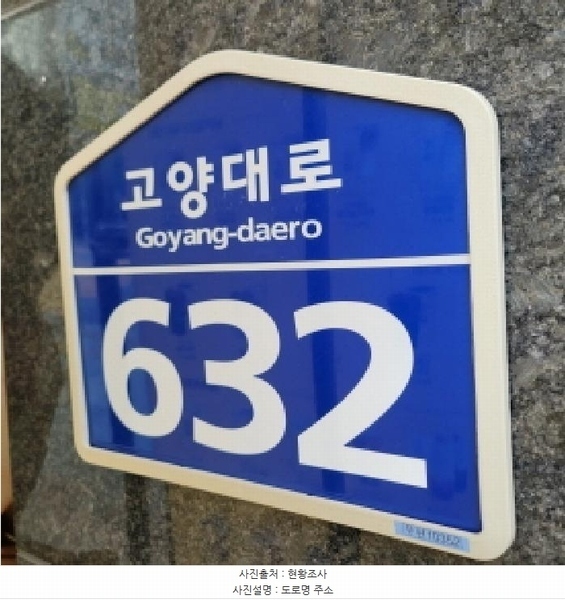 고양대로
Goyang-daero
632
사진출처 : 현황조사
사진설명 : 도로명 주소